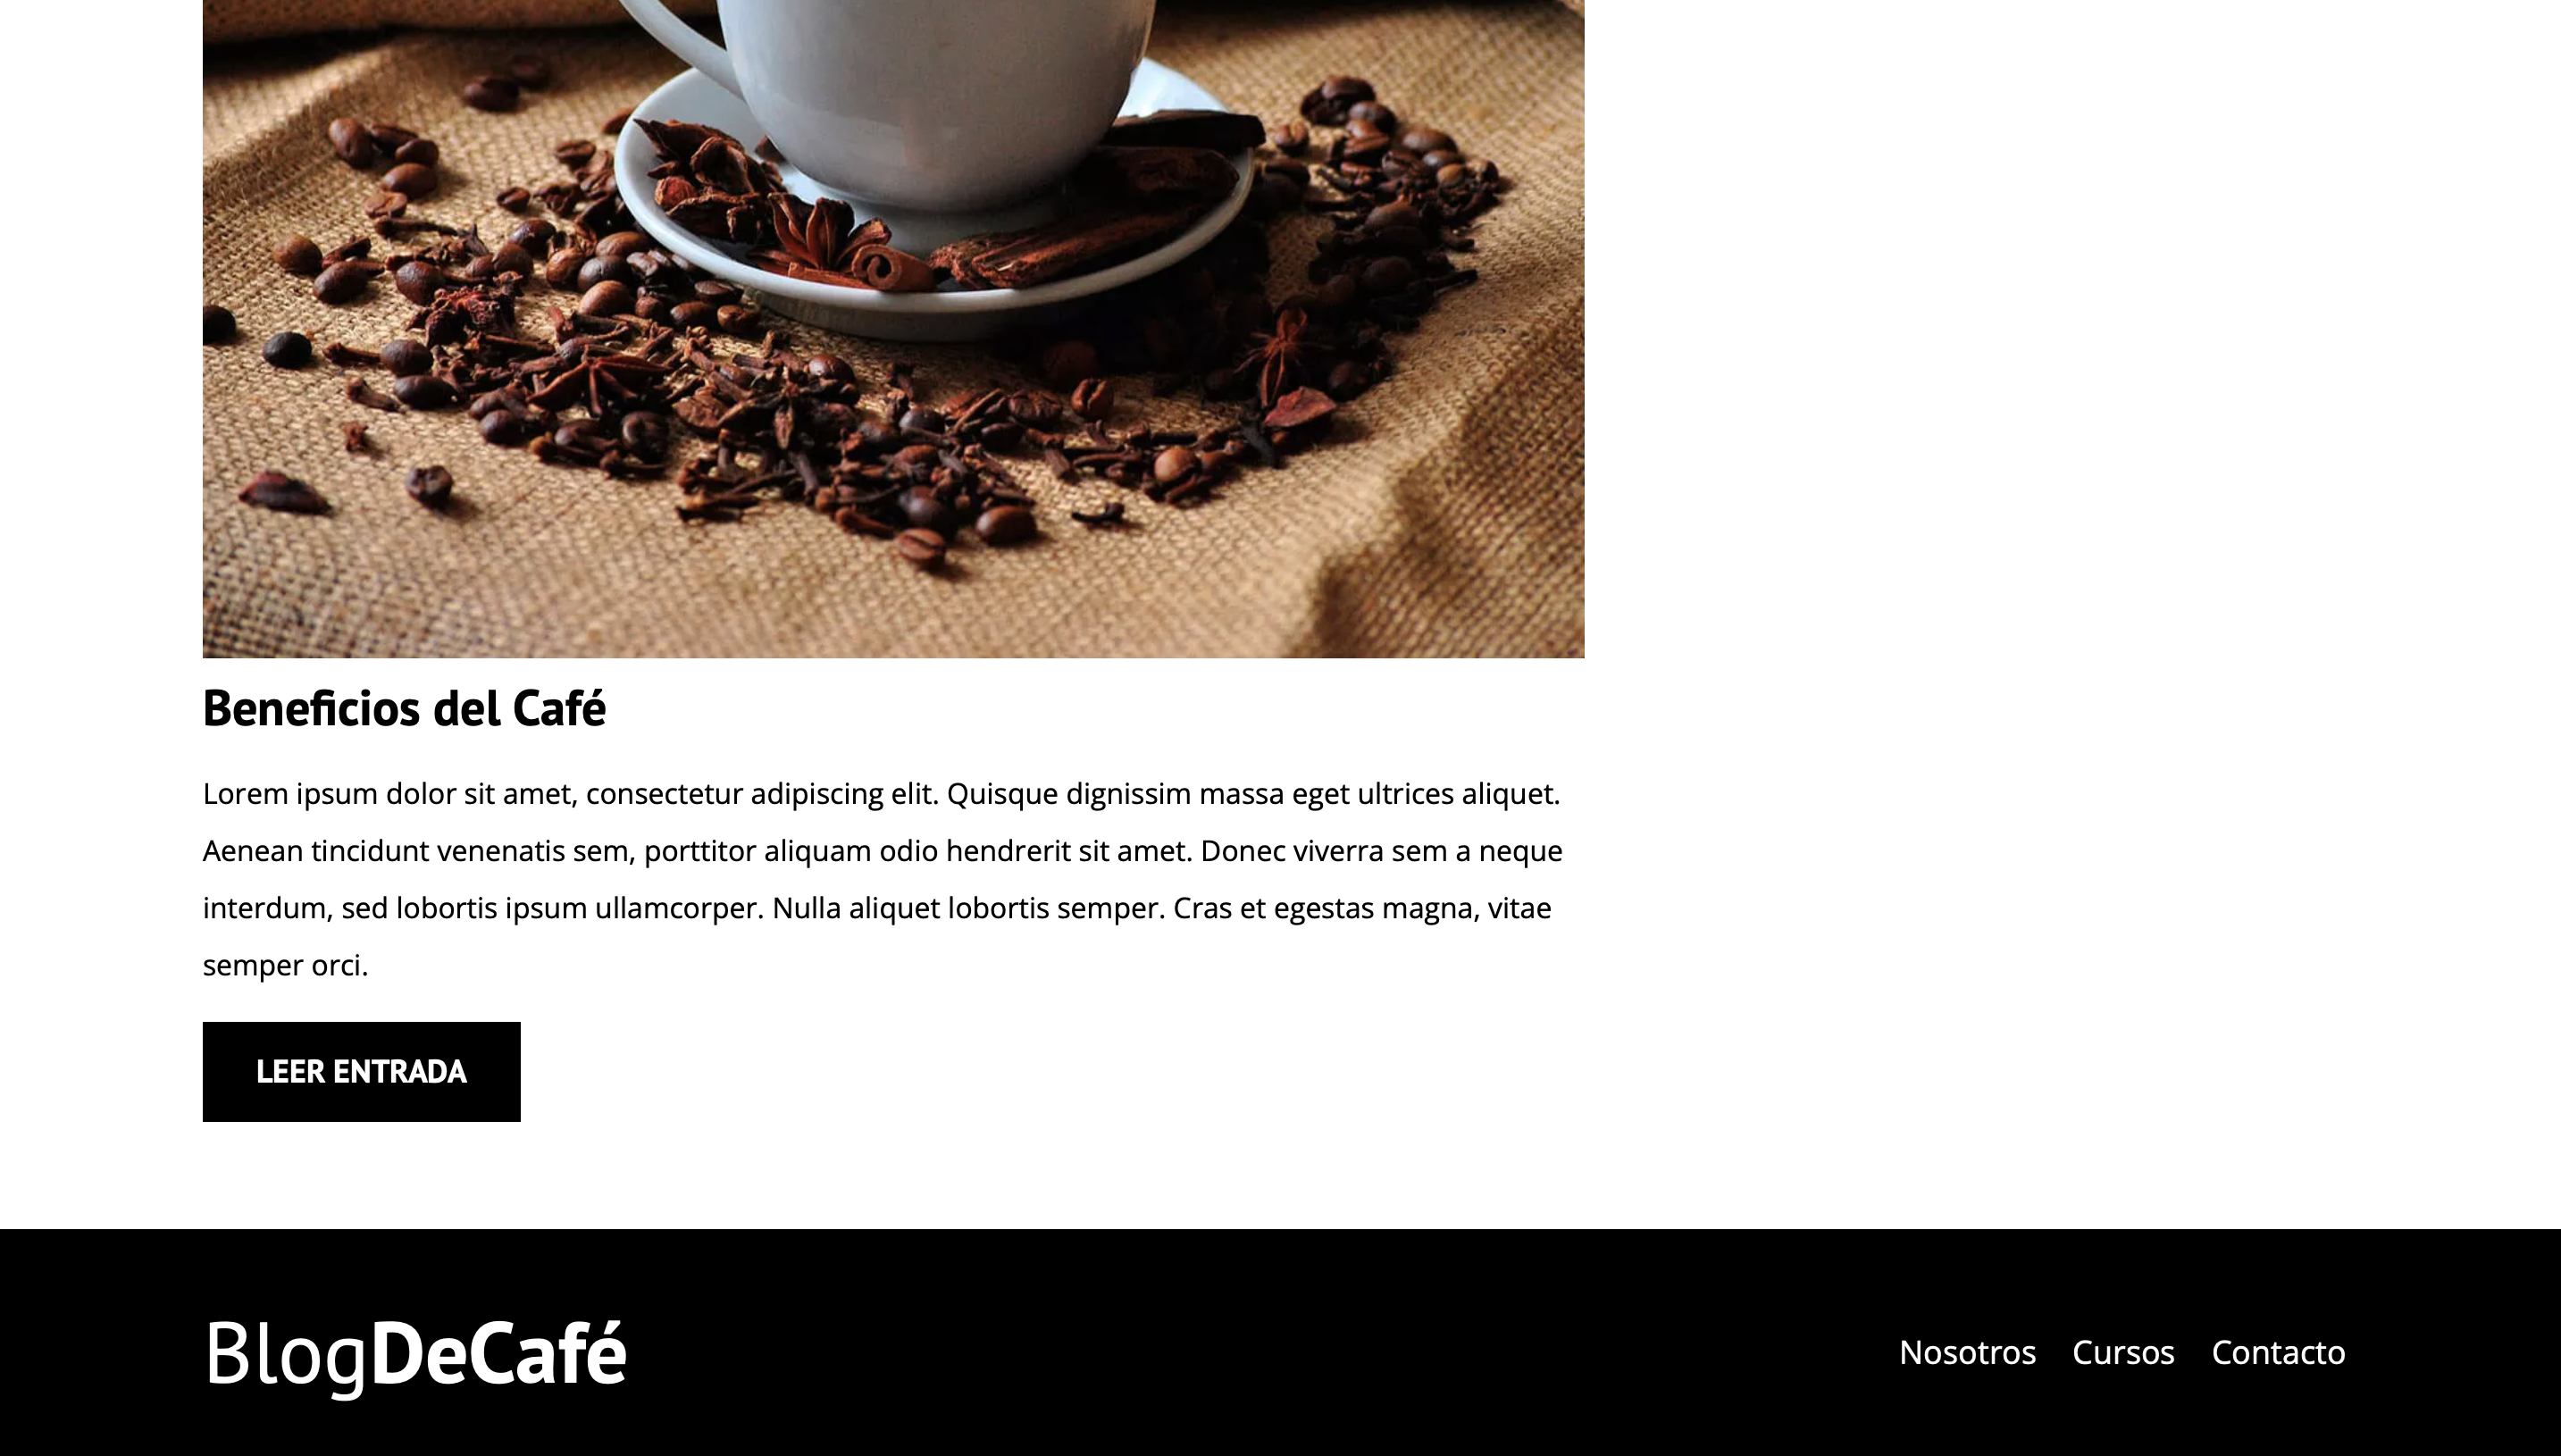 Beneficios del Café
Lorem ipsum dolor sit amet, consectetur adipiscing elit. Quisque dignissim massa eget ultrices aliquet.
Aenean tincidunt venenatis sem, porttitor aliquam odio hendrerit sit amet. Donec viverra sem a neque
interdum, sed lobortis ipsum ullamcorper. Nulla aliquet lobortis semper. Cras et egestas magna, vitae
semper orci.
LEER ENTRADA
BlogDeCafé
Nosotros Cursos Contacto